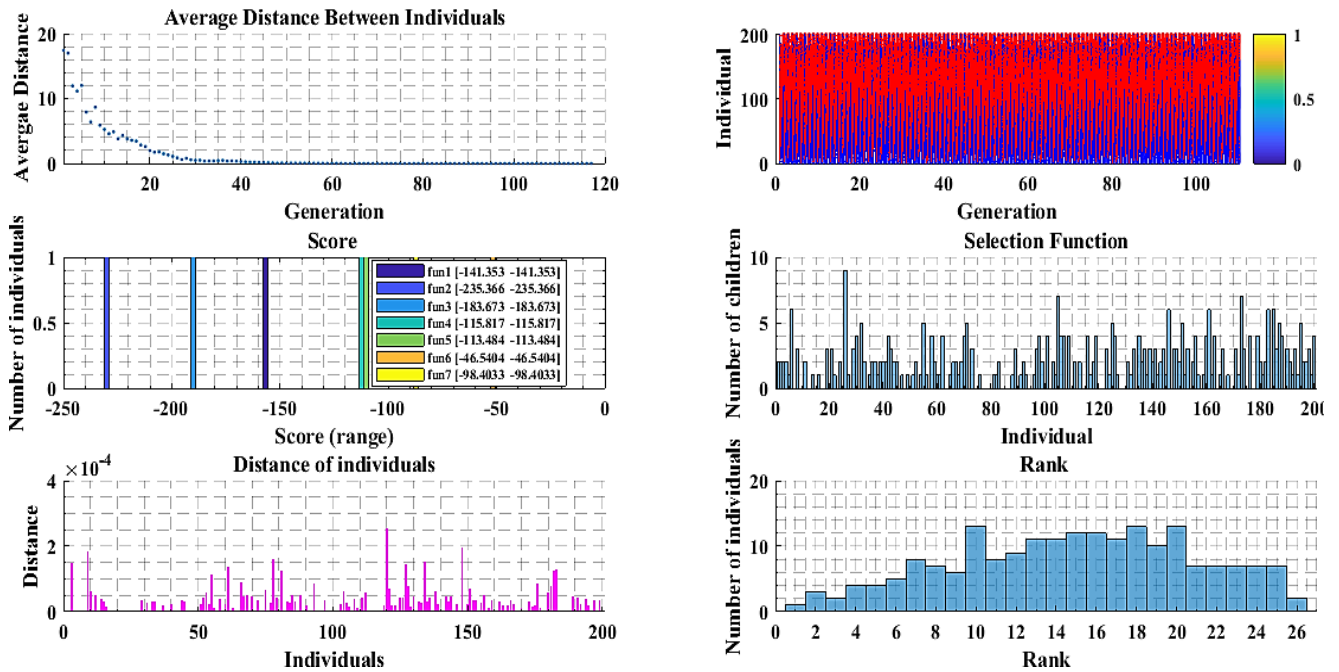 Average Distance Between Individuals
Avergae Distance
20
10
0
20
40
60
80
100
120
Generation
Individual
200
100
0
0
20
40
60
80
100
Generation
1
0.5
0
Score
Number of individuals
1
0.5
0
fun1 [-141.353 -141.353]
fun2 [-235.366 -235.366]
fun3 [-183.673 -183.673]
fun4 [-115.817 -115.817]
fun5 [-113.484 -113.484]
fun6 [-46.5404 -46.5404]
fun7 [-98.4033 -98.4033]
-250
-200
-150
-100
-50
0
Score (range)
Selection Function
Number of children
10
5
0
0
20
40
60
80
100
120
140
160
180
200
Individual
Distance of individuals
×10⁻⁴
Distance
4
2
0
0
50
100
150
200
Individuals
Rank
Number of individuals
20
10
0
0
2
4
6
8
10
12
14
16
18
20
22
24
26
Rank